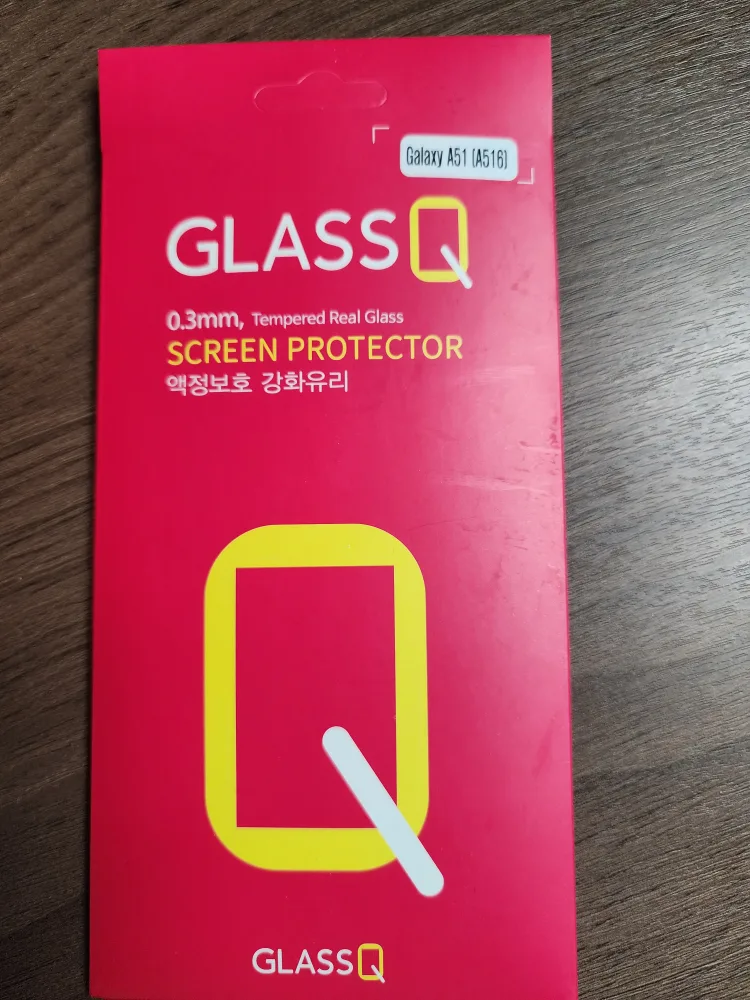 Galaxy A51 (A516)
GLASSQ
0.3mm, Tempered Real Glass
SCREEN PROTECTOR
액정보호 강화유리
Q
GLASSQ